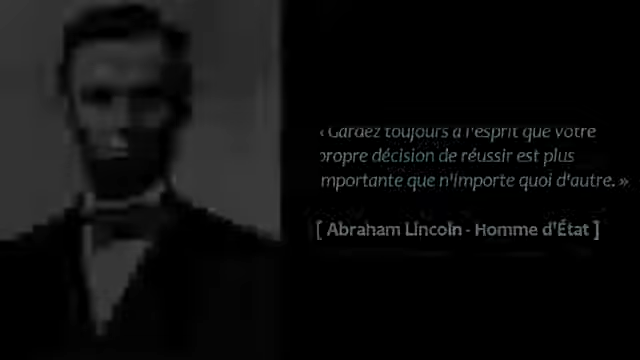 « Gardez toujours à l'esprit que votre
propre décision de réussir est plus
importante que n'importe quoi d'autre. »
[ Abraham Lincoln - Homme d'État ]